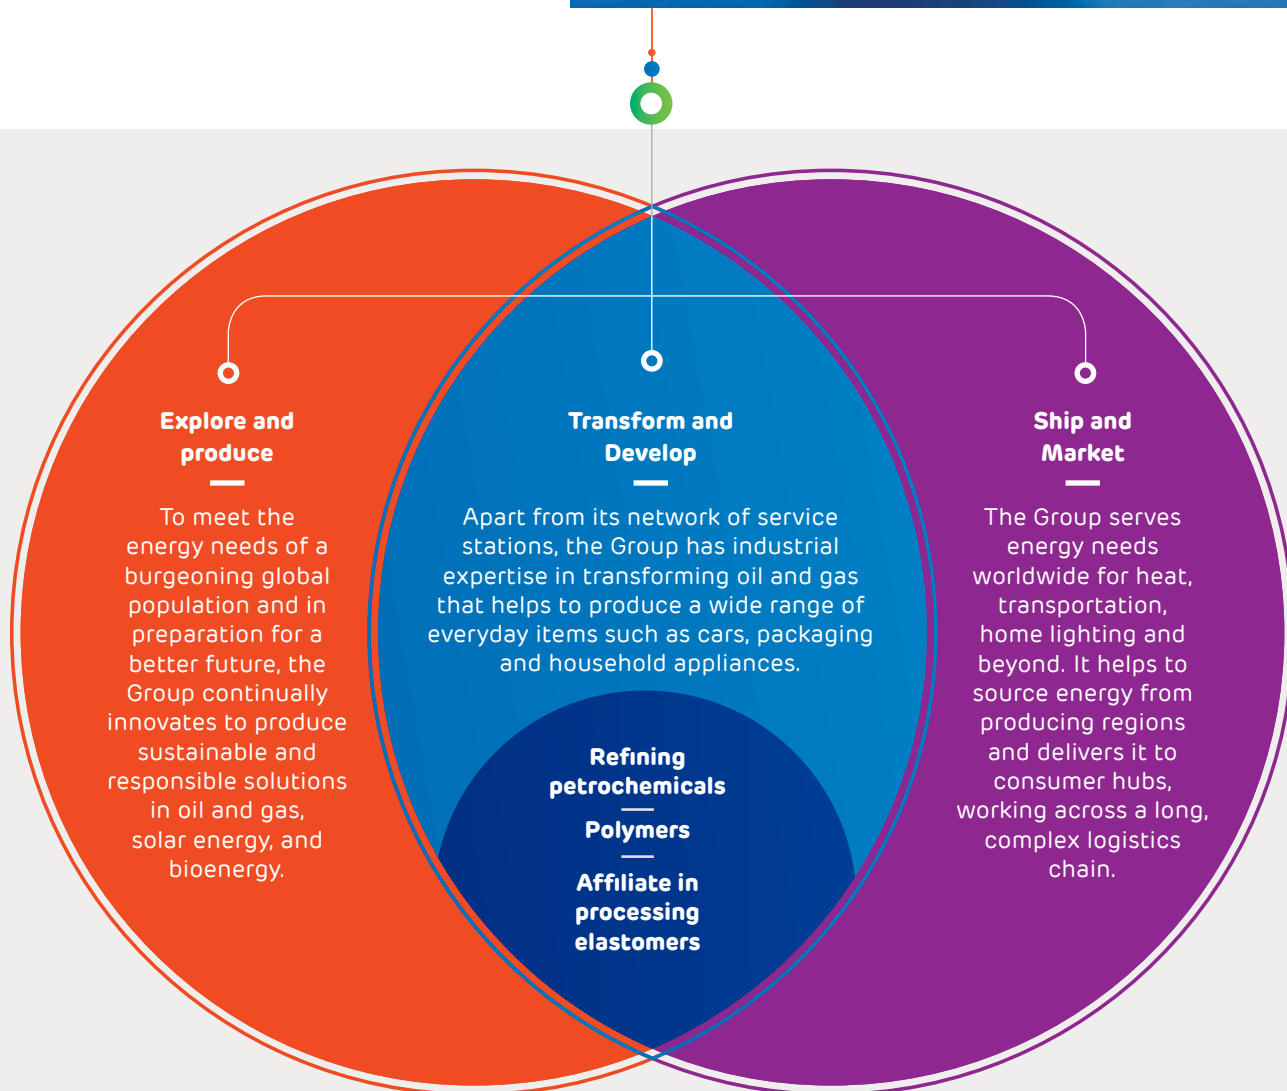 Explore and
produce
To meet the
energy needs of a
burgeoning global
population and in
preparation for a
better future, the
Group continually
innovates to produce
sustainable and
responsible solutions
in oil and gas,
solar energy, and
bioenergy.
Transform and
Develop
Apart from its network of service
stations, the Group has industrial
expertise in transforming oil and gas
that helps to produce a wide range of
everyday items such as cars, packaging
and household appliances.
Refining
petrochemicals
Polymers
Affiliate in
processing
elastomers
Ship and
Market
The Group serves
energy needs
worldwide for heat,
transportation,
home lighting and
beyond. It helps to
source energy from
producing regions
and delivers it to
consumer hubs,
working across a long,
complex logistics
chain.